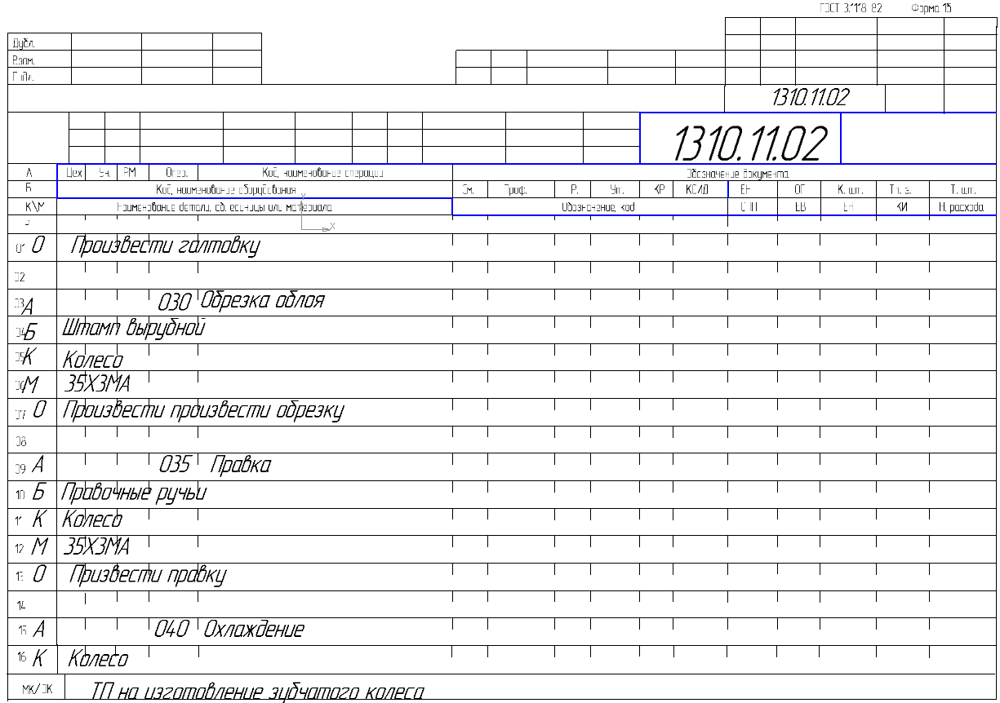 ГОСТ 3.1118-82 Форма 1б
Дубл.
Взам.
Подл.
1310.11.02
1310.11.02
А Цех Уч. РМ Опер. Код, наименование операции Обозначение документа
Б Код, наименование оборудования См. Проф. Р. Ут. КР КОИД ЕН ОП К. шт. Тп. з. Т. шт.
К\М Наименование детали, сб. единицы или материала Обозначение, код ОПП ЕВ ЕН КИ Н. расхода
Y
X
Р
01 О Произвести галтовку
02
03 А 030 Обрезка облоя
04 Б Штамп вырубной
05 К Колесо
06 М 35Х3МА
07 О Произвести произвести обрезку
08
09 А 035 Правка
10 Б Правочные ручьи
11 К Колесо
12 М 35Х3МА
13 О Призвести правку
14
15 А 040 Охлаждение
16 К Колесо
МК/ОК ТП на изготовление зубчатого колеса